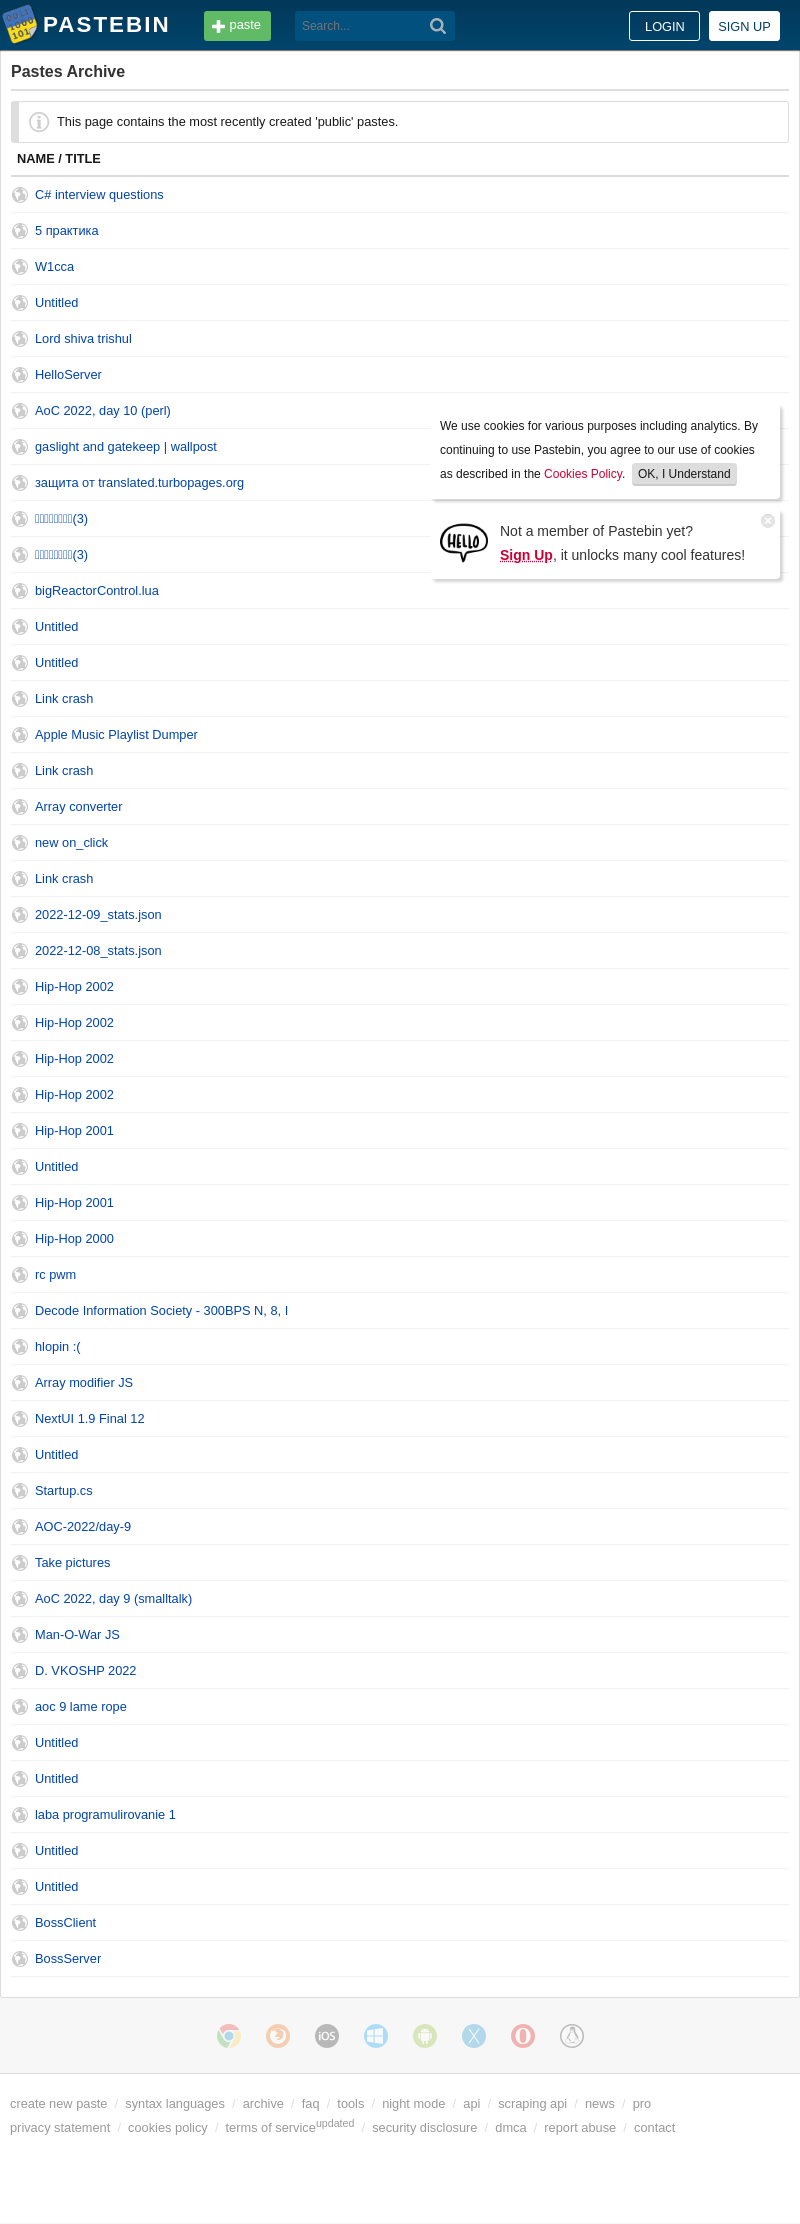 PASTEBIN
paste
Search...
LOGIN
SIGN UP
Pastes Archive
This page contains the most recently created 'public' pastes.
NAME / TITLE
C# interview questions
5 практика
W1cca
Untitled
Lord shiva trishul
HelloServer
AoC 2022, day 10 (perl)
gaslight and gatekeep | wallpost
защита от translated.turbopages.org
(3)
(3)
We use cookies for various purposes including analytics. By
continuing to use Pastebin, you agree to our use of cookies
as described in the Cookies Policy. OK, I Understand
HELLO
Not a member of Pastebin yet?
Sign Up, it unlocks many cool features!
bigReactorControl.lua
Untitled
Untitled
Link crash
Apple Music Playlist Dumper
Link crash
Array converter
new on_click
Link crash
2022-12-09_stats.json
2022-12-08_stats.json
Hip-Hop 2002
Hip-Hop 2002
Hip-Hop 2002
Hip-Hop 2002
Hip-Hop 2001
Untitled
Hip-Hop 2001
Hip-Hop 2000
rc pwm
Decode Information Society - 300BPS N, 8, I
hlopin :(
Array modifier JS
NextUI 1.9 Final 12
Untitled
Startup.cs
AOC-2022/day-9
Take pictures
AoC 2022, day 9 (smalltalk)
Man-O-War JS
D. VKOSHP 2022
aoc 9 lame rope
Untitled
Untitled
laba programulirovanie 1
Untitled
Untitled
BossClient
BossServer
iOS
create new paste / syntax languages / archive / faq / tools / night mode / api / scraping api / news / pro
privacy statement / cookies policy / terms of service updated / security disclosure / dmca / report abuse / contact